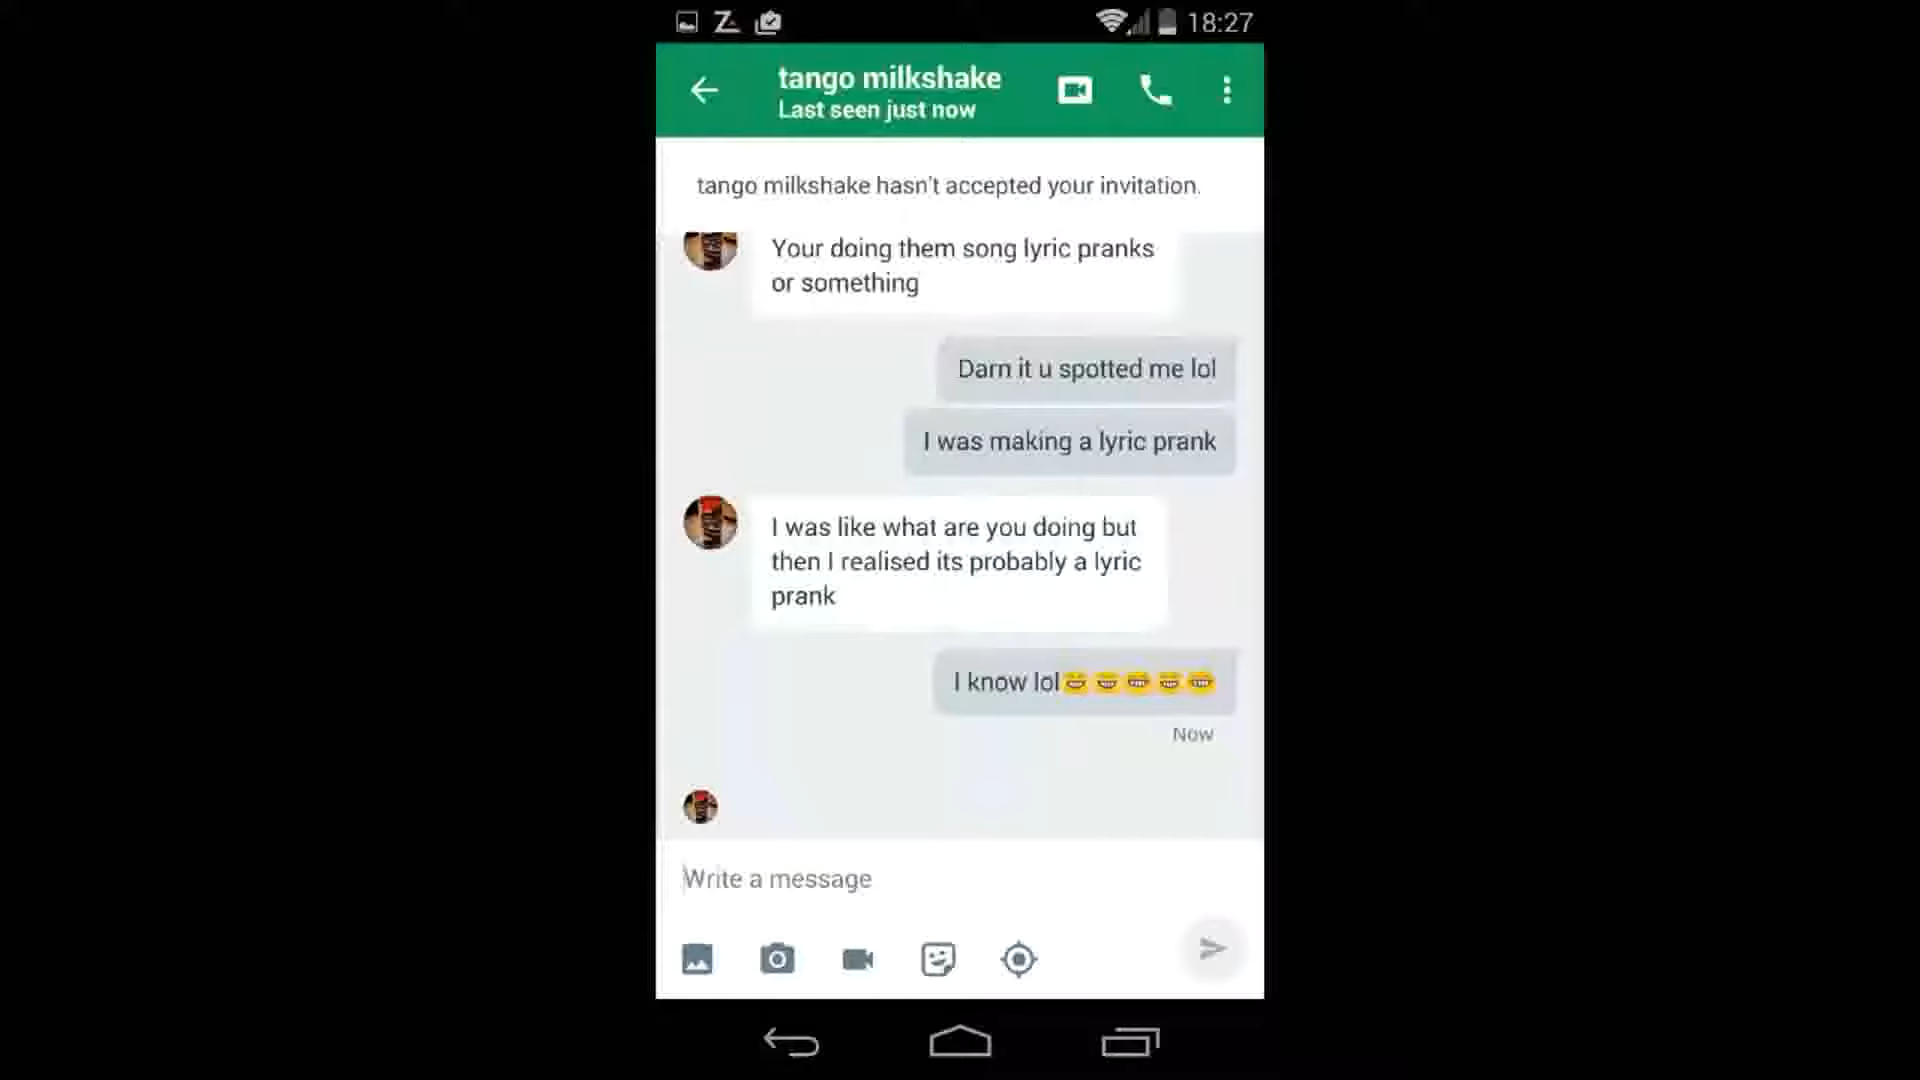 18:27
tango milkshake
Last seen just now
tango milkshake hasn't accepted your invitation.
Your doing them song lyric pranks
or something
Darn it u spotted me lol
I was making a lyric prank
I was like what are you doing but
then I realised its probably a lyric
prank
I know lol😁😁😁😁😁
Now
Write a message